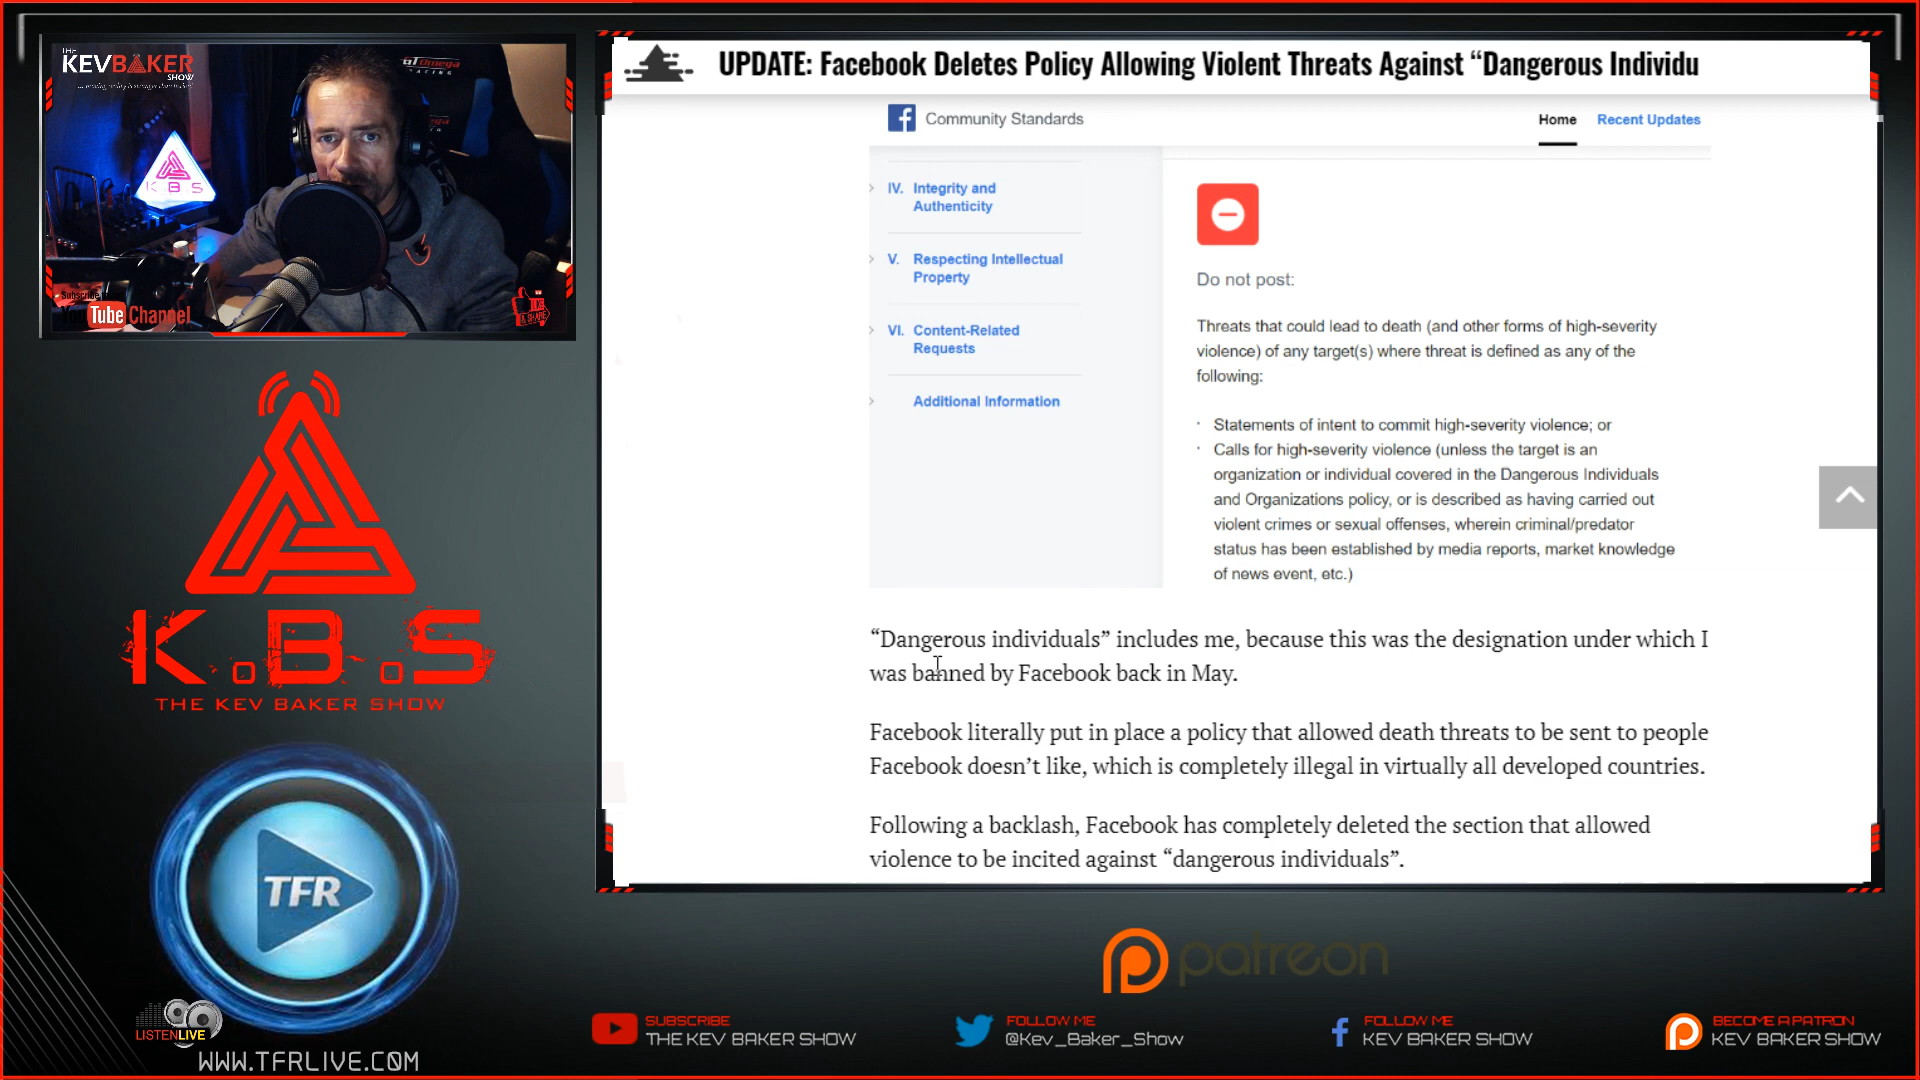 THE
KEVBAKER
SHOW
K B S
Subscribe
YouTube Channel
& SHARE
K.B.S
THE KEV BAKER SHOW
TFR
LISTENLIVE
WWW.TFRLIVE.COM
UPDATE: Facebook Deletes Policy Allowing Violent Threats Against “Dangerous Individu
Community Standards
Home
Recent Updates
IV. Integrity and
Authenticity
V. Respecting Intellectual
Property
VI. Content-Related
Requests
Additional Information
Do not post:
Threats that could lead to death (and other forms of high-severity
violence) of any target(s) where threat is defined as any of the
following:
· Statements of intent to commit high-severity violence; or
· Calls for high-severity violence (unless the target is an
organization or individual covered in the Dangerous Individuals
and Organizations policy, or is described as having carried out
violent crimes or sexual offenses, wherein criminal/predator
status has been established by media reports, market knowledge
of news event, etc.)
“Dangerous individuals” includes me, because this was the designation under which I
was banned by Facebook back in May.
Facebook literally put in place a policy that allowed death threats to be sent to people
Facebook doesn’t like, which is completely illegal in virtually all developed countries.
Following a backlash, Facebook has completely deleted the section that allowed
violence to be incited against “dangerous individuals”.
patreon
SUBSCRIBE
THE KEV BAKER SHOW
FOLLOW ME
@Kev_Baker_Show
FOLLOW ME
KEV BAKER SHOW
BECOME A PATRON
KEV BAKER SHOW